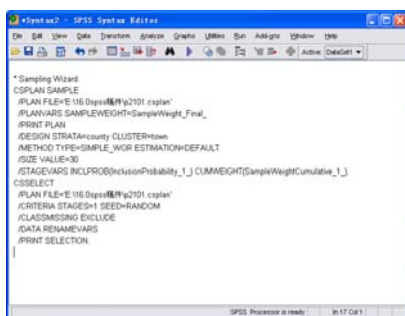 *Syntax2 - SPSS Syntax Editor
File Edit View Data Transform Analyze Graphs Utilities Run Add-ons Window Help
Active: DataSet1
* Sampling Wizard.
CSPLAN SAMPLE
/PLAN FILE='E:\16.0spss稿件\p2101.csplan'
/PLANVARS SAMPLEWEIGHT=SampleWeight_Final_
/PRINT PLAN
/DESIGN STRATA=county CLUSTER=town
/METHOD TYPE=SIMPLE_WOR ESTIMATION=DEFAULT
/SIZE VALUE=30
/STAGEVARS INCLPROB(InclusionProbability_1_) CUMWEIGHT(SampleWeightCumulative_1_).
CSSELECT
/PLAN FILE='E:\16.0spss稿件\p2101.csplan'
/CRITERIA STAGES=1 SEED=RANDOM
/CLASSMISSING EXCLUDE
/DATA RENAMEVARS
/PRINT SELECTION.
SPSS Processor is ready In 17 Col 1